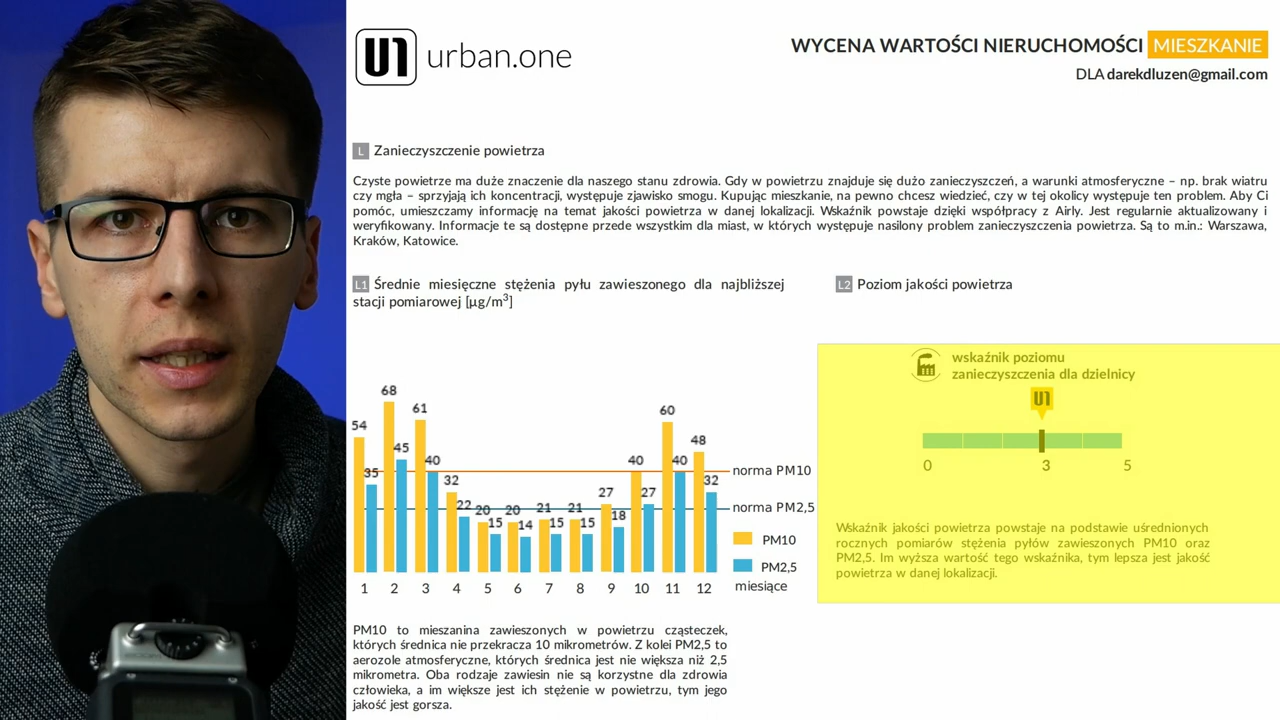 U1 urban.one
WYCENA WARTOŚCI NIERUCHOMOŚCI MIESZKANIE
DLA darekdluzen@gmail.com
L Zanieczyszczenie powietrza
Czyste powietrze ma duże znaczenie dla naszego stanu zdrowia. Gdy w powietrzu znajduje się dużo zanieczyszczeń, a warunki atmosferyczne – np. brak wiatru
czy mgła – sprzyjają ich koncentracji, występuje zjawisko smogu. Kupując mieszkanie, na pewno chcesz wiedzieć, czy w tej okolicy występuje ten problem. Aby Ci
pomóc, umieszczamy informację na temat jakości powietrza w danej lokalizacji. Wskaźnik powstaje dzięki współpracy z Airly. Jest regularnie aktualizowany i
weryfikowany. Informacje te są dostępne przede wszystkim dla miast, w których występuje nasilony problem zanieczyszczenia powietrza. Są to m.in.: Warszawa,
Kraków, Katowice.
L1 Średnie miesięczne stężenia pyłu zawieszonego dla najbliższej
stacji pomiarowej [µg/m³]
54 35 68 45 61 40 32 22 20 15 20 14 21 15 21 15 27 18 40 27 60 40 48 32
norma PM10
norma PM2,5
PM10
PM2,5
1 2 3 4 5 6 7 8 9 10 11 12 miesiące
PM10 to mieszanina zawieszonych w powietrzu cząsteczek,
których średnica nie przekracza 10 mikrometrów. Z kolei PM2,5 to
aerozole atmosferyczne, których średnica jest nie większa niż 2,5
mikrometra. Oba rodzaje zawiesin nie są korzystne dla zdrowia
człowieka, a im większe jest ich stężenie w powietrzu, tym jego
jakość jest gorsza.
L2 Poziom jakości powietrza
wskaźnik poziomu
zanieczyszczenia dla dzielnicy
U1
0 3 5
Wskaźnik jakości powietrza powstaje na podstawie uśrednionych
rocznych pomiarów stężenia pyłów zawieszonych PM10 oraz
PM2,5. Im wyższa wartość tego wskaźnika, tym lepsza jest jakość
powietrza w danej lokalizacji.